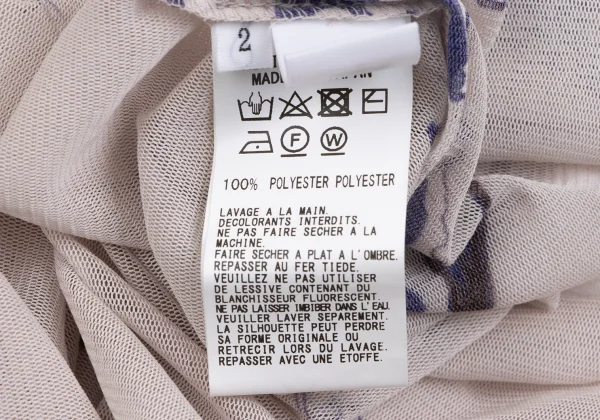 2
MADE
PAN
F W
100% POLYESTER POLYESTER
LAVAGE A LA MAIN.
DECOLORANTS INTERDITS.
NE PAS FAIRE SECHER A LA
MACHINE.
FAIRE SECHER A PLAT A L'OMBRE.
REPASSER AU FER TIEDE.
VEUILLEZ NE PAS UTILISER
DE LESSIVE CONTENANT DU
BLANCHISSEUR FLUORESCENT.
NE PAS LAISSER IMBIBER DANS L'EAU.
VEUILLER LAVER SEPAREMENT.
LA SILHOUETTE PEUT PERDRE
SA FORME ORIGINALE OU
RETRECIR LORS DU LAVAGE.
REPASSER AVEC UNE ETOFFE.